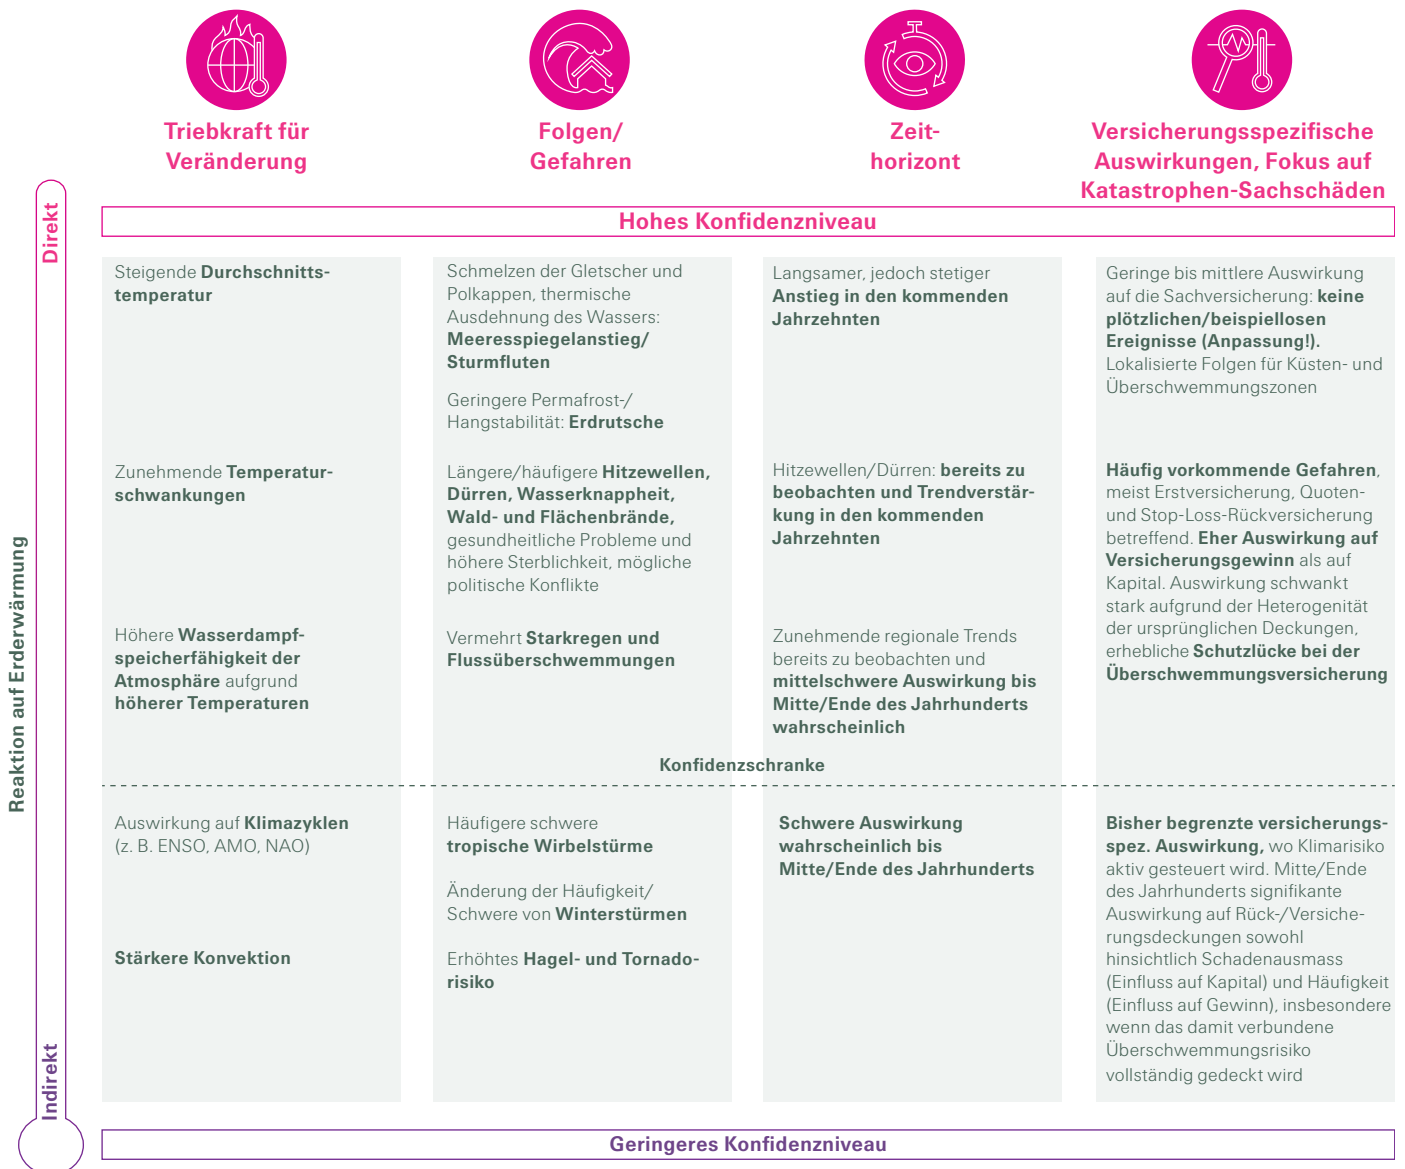 Triebkraft für
Veränderung
Folgen/
Gefahren
Zeit-
horizont
Versicherungsspezifische
Auswirkungen, Fokus auf
Katastrophen-Sachschäden
Reaktion auf Erderwärmung
Direkt
Hohes Konfidenzniveau
Steigende Durchschnitts-
temperatur
Schmelzen der Gletscher und
Polkappen, thermische
Ausdehnung des Wassers:
Meeresspiegelanstieg/
Sturmfluten
Geringere Permafrost-/
Hangstabilität: Erdrutsche
Langsamer, jedoch stetiger
Anstieg in den kommenden
Jahrzehnten
Geringe bis mittlere Auswirkung
auf die Sachversicherung: keine
plötzlichen/beispiellosen
Ereignisse (Anpassung!).
Lokalisierte Folgen für Küsten- und
Überschwemmungszonen
Zunehmende Temperatur-
schwankungen
Längere/häufigere Hitzewellen,
Dürren, Wasserknappheit,
Wald- und Flächenbrände,
gesundheitliche Probleme und
höhere Sterblichkeit, mögliche
politische Konflikte
Hitzewellen/Dürren: bereits zu
beobachten und Trendverstär-
kung in den kommenden
Jahrzehnten
Häufig vorkommende Gefahren,
meist Erstversicherung, Quoten-
und Stop-Loss-Rückversicherung
betreffend. Eher Auswirkung auf
Versicherungsgewinn als auf
Kapital. Auswirkung schwankt
stark aufgrund der Heterogenität
der ursprünglichen Deckungen,
erhebliche Schutzlücke bei der
Überschwemmungsversicherung
Höhere Wasserdampf-
speicherfähigkeit der
Atmosphäre aufgrund
höherer Temperaturen
Vermehrt Starkregen und
Flussüberschwemmungen
Zunehmende regionale Trends
bereits zu beobachten und
mittelschwere Auswirkung bis
Mitte/Ende des Jahrhunderts
wahrscheinlich
Konfidenzschranke
Auswirkung auf Klimazyklen
(z. B. ENSO, AMO, NAO)
Stärkere Konvektion
Häufigere schwere
tropische Wirbelstürme
Änderung der Häufigkeit/
Schwere von Winterstürmen
Erhöhtes Hagel- und Tornado-
risiko
Schwere Auswirkung
wahrscheinlich bis
Mitte/Ende des Jahrhunderts
Bisher begrenzte versicherungs-
spez. Auswirkung, wo Klimarisiko
aktiv gesteuert wird. Mitte/Ende
des Jahrhunderts signifikante
Auswirkung auf Rück-/Versiche-
rungsdeckungen sowohl
hinsichtlich Schadenausmass
(Einfluss auf Kapital) und Häufigkeit
(Einfluss auf Gewinn), insbesondere
wenn das damit verbundene
Überschwemmungsrisiko
vollständig gedeckt wird
Indirekt
Geringeres Konfidenzniveau